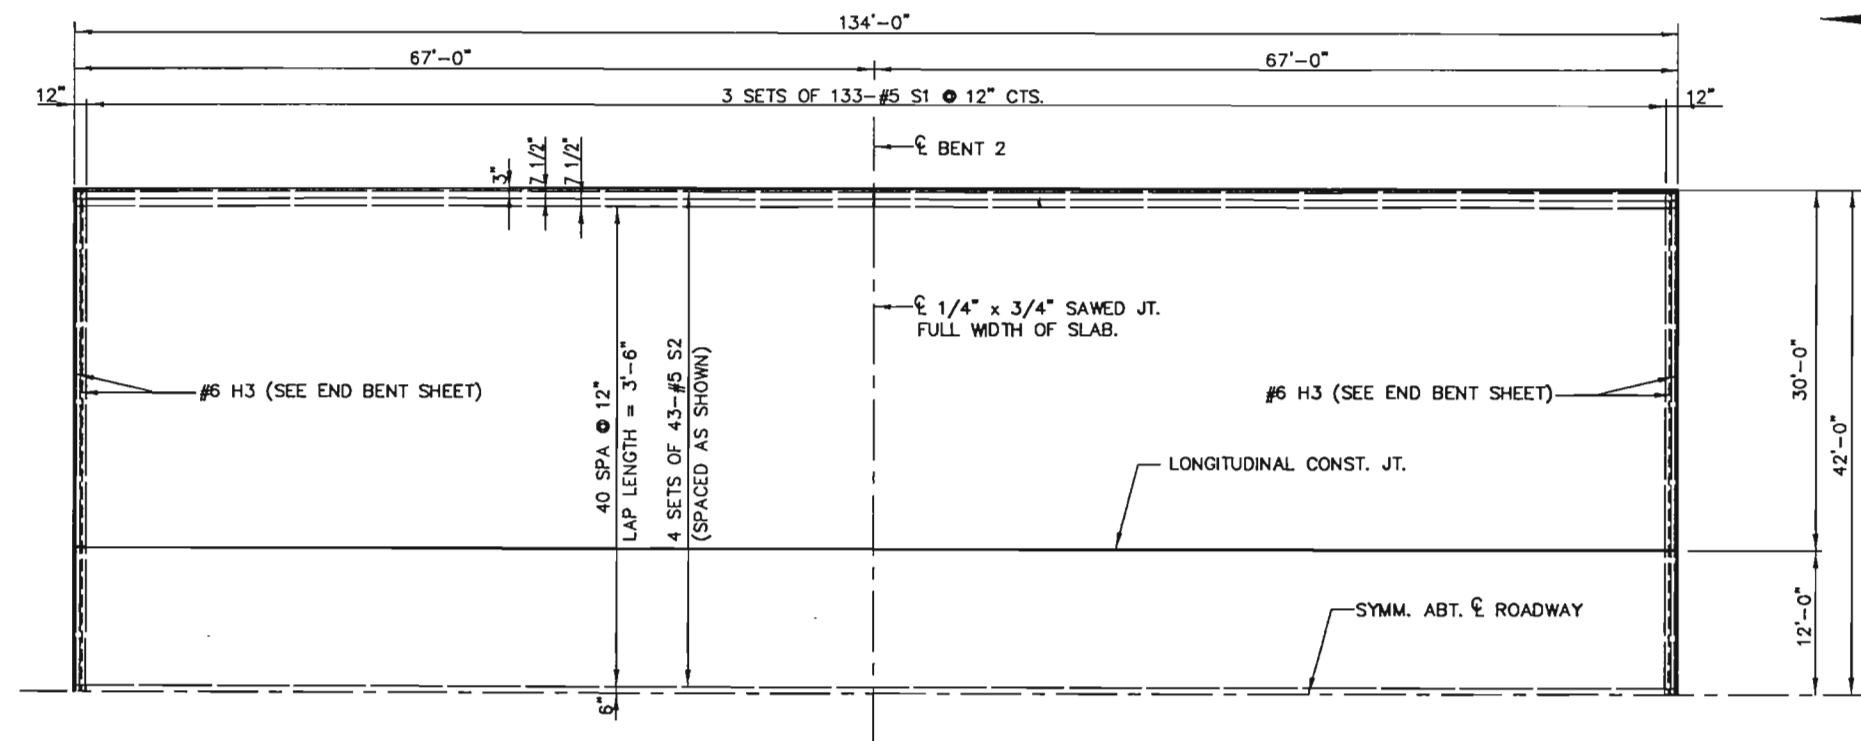 134'-0"
67'-0"
67'-0"
12"
3 SETS OF 133-#5 S1 @ 12" CTS.
12"
℄ BENT 2
3"
7 1/2"
7 1/2"
℄ 1/4" x 3/4" SAWED JT.
FULL WIDTH OF SLAB.
#6 H3 (SEE END BENT SHEET)
#6 H3 (SEE END BENT SHEET)
40 SPA @ 12"
LAP LENGTH = 3'-6"
4 SETS OF 43-#5 S2
(SPACED AS SHOWN)
30'-0"
42'-0"
LONGITUDINAL CONST. JT.
SYMM. ABT. ℄ ROADWAY
12'-0"
6"